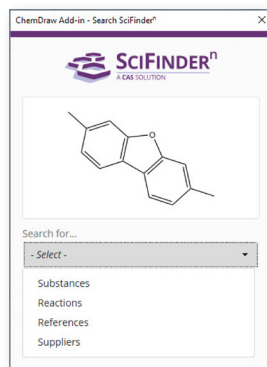 ChemDraw Add-in - Search SciFinderⁿ
SCIFINDERⁿ
A CAS SOLUTION
O
Search for...
- Select -
Substances
Reactions
References
Suppliers